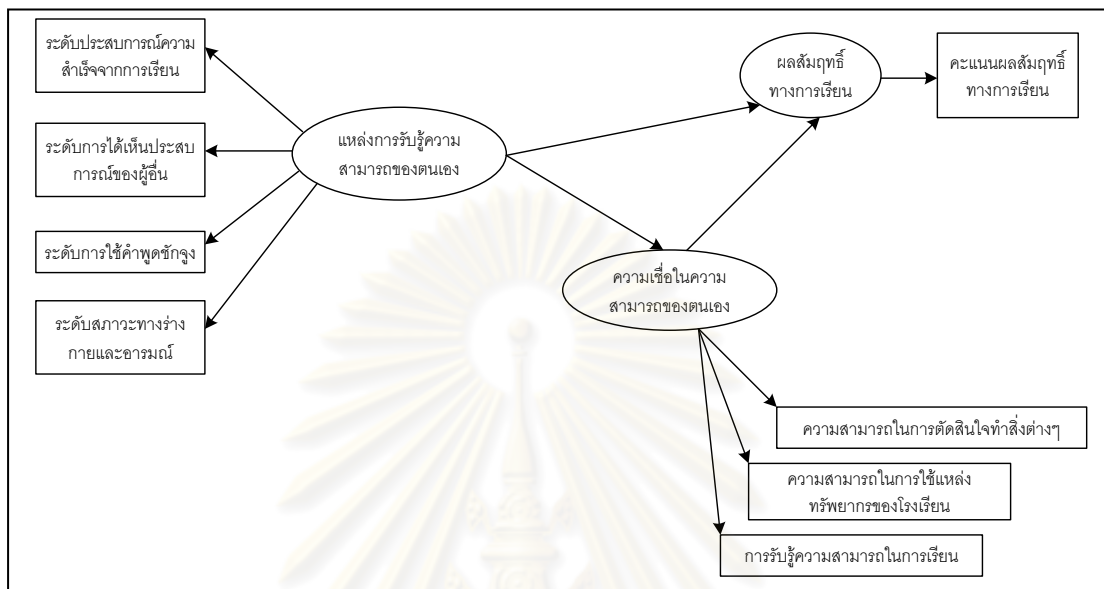 ระดับประสบการณ์ความ
สำเร็จจากการเรียน
ระดับการได้เห็นประสบ
การณ์ของผู้อื่น
ระดับการใช้คำพูดชักจูง
ระดับสภาวะทางร่าง
กายและอารมณ์
แหล่งการรับรู้ความ
สามารถของตนเอง
ผลสัมฤทธิ์
ทางการเรียน
คะแนนผลสัมฤทธิ์
ทางการเรียน
ความเชื่อในความ
สามารถของตนเอง
ความสามารถในการตัดสินใจทำสิ่งต่างๆ
ความสามารถในการใช้แหล่ง
ทรัพยากรของโรงเรียน
การรับรู้ความสามารถในการเรียน